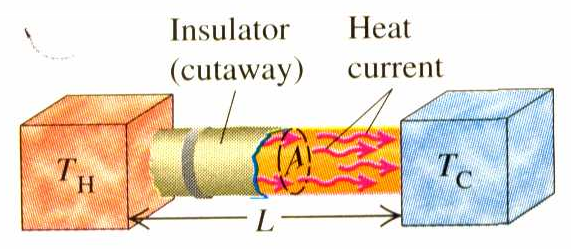 Insulator
(cutaway)
Heat
current
T_H
A
T_C
L